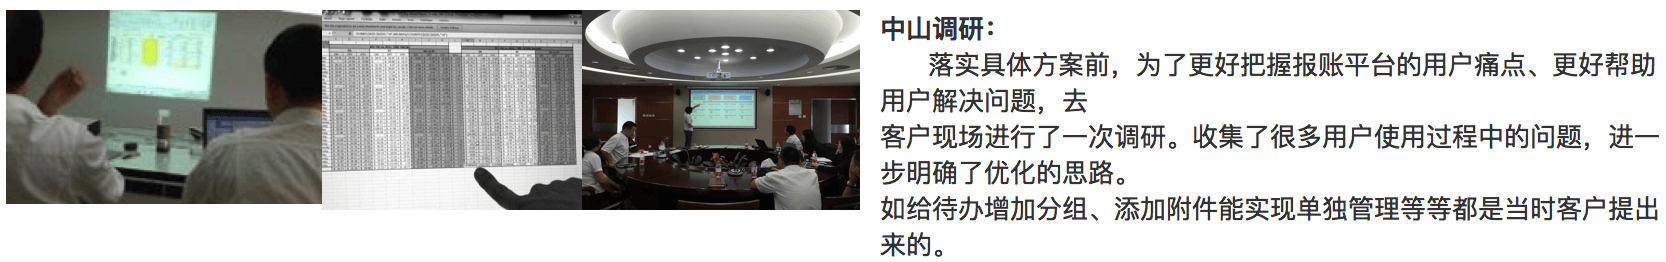 中山调研：
落实具体方案前，为了更好把握报账平台的用户痛点、更好帮助
用户解决问题，去
客户现场进行了一次调研。收集了很多用户使用过程中的问题，进一
步明确了优化的思路。
如给待办增加分组、添加附件能实现单独管理等等都是当时客户提出
来的。